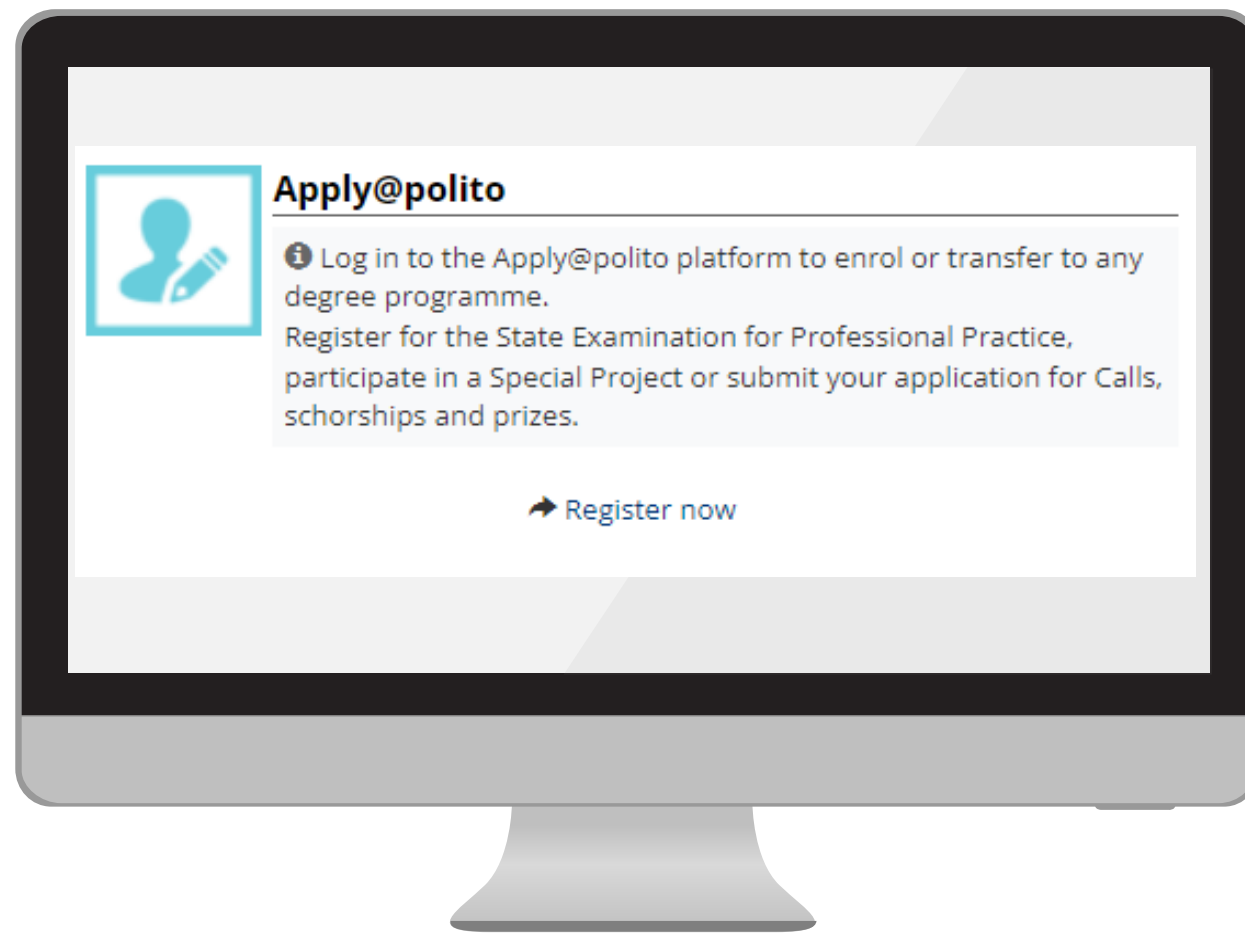 Apply@polito
Log in to the Apply@polito platform to enrol or transfer to any
degree programme.
Register for the State Examination for Professional Practice,
participate in a Special Project or submit your application for Calls,
schorships and prizes.
Register now